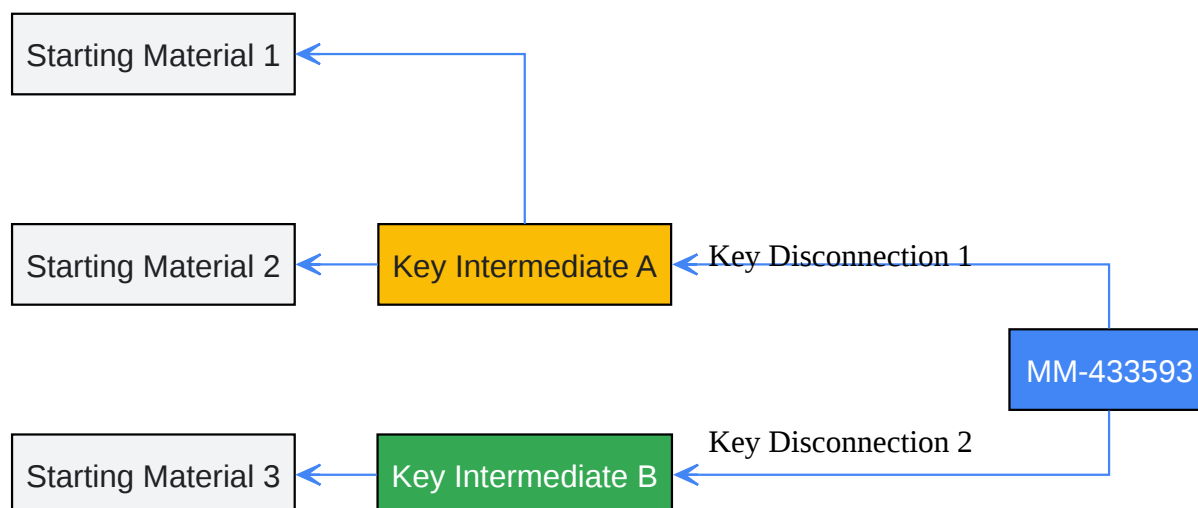 Starting Material 1
Starting Material 2
Key Intermediate A
Key Disconnection 1
MM-433593
Key Disconnection 2
Starting Material 3
Key Intermediate B